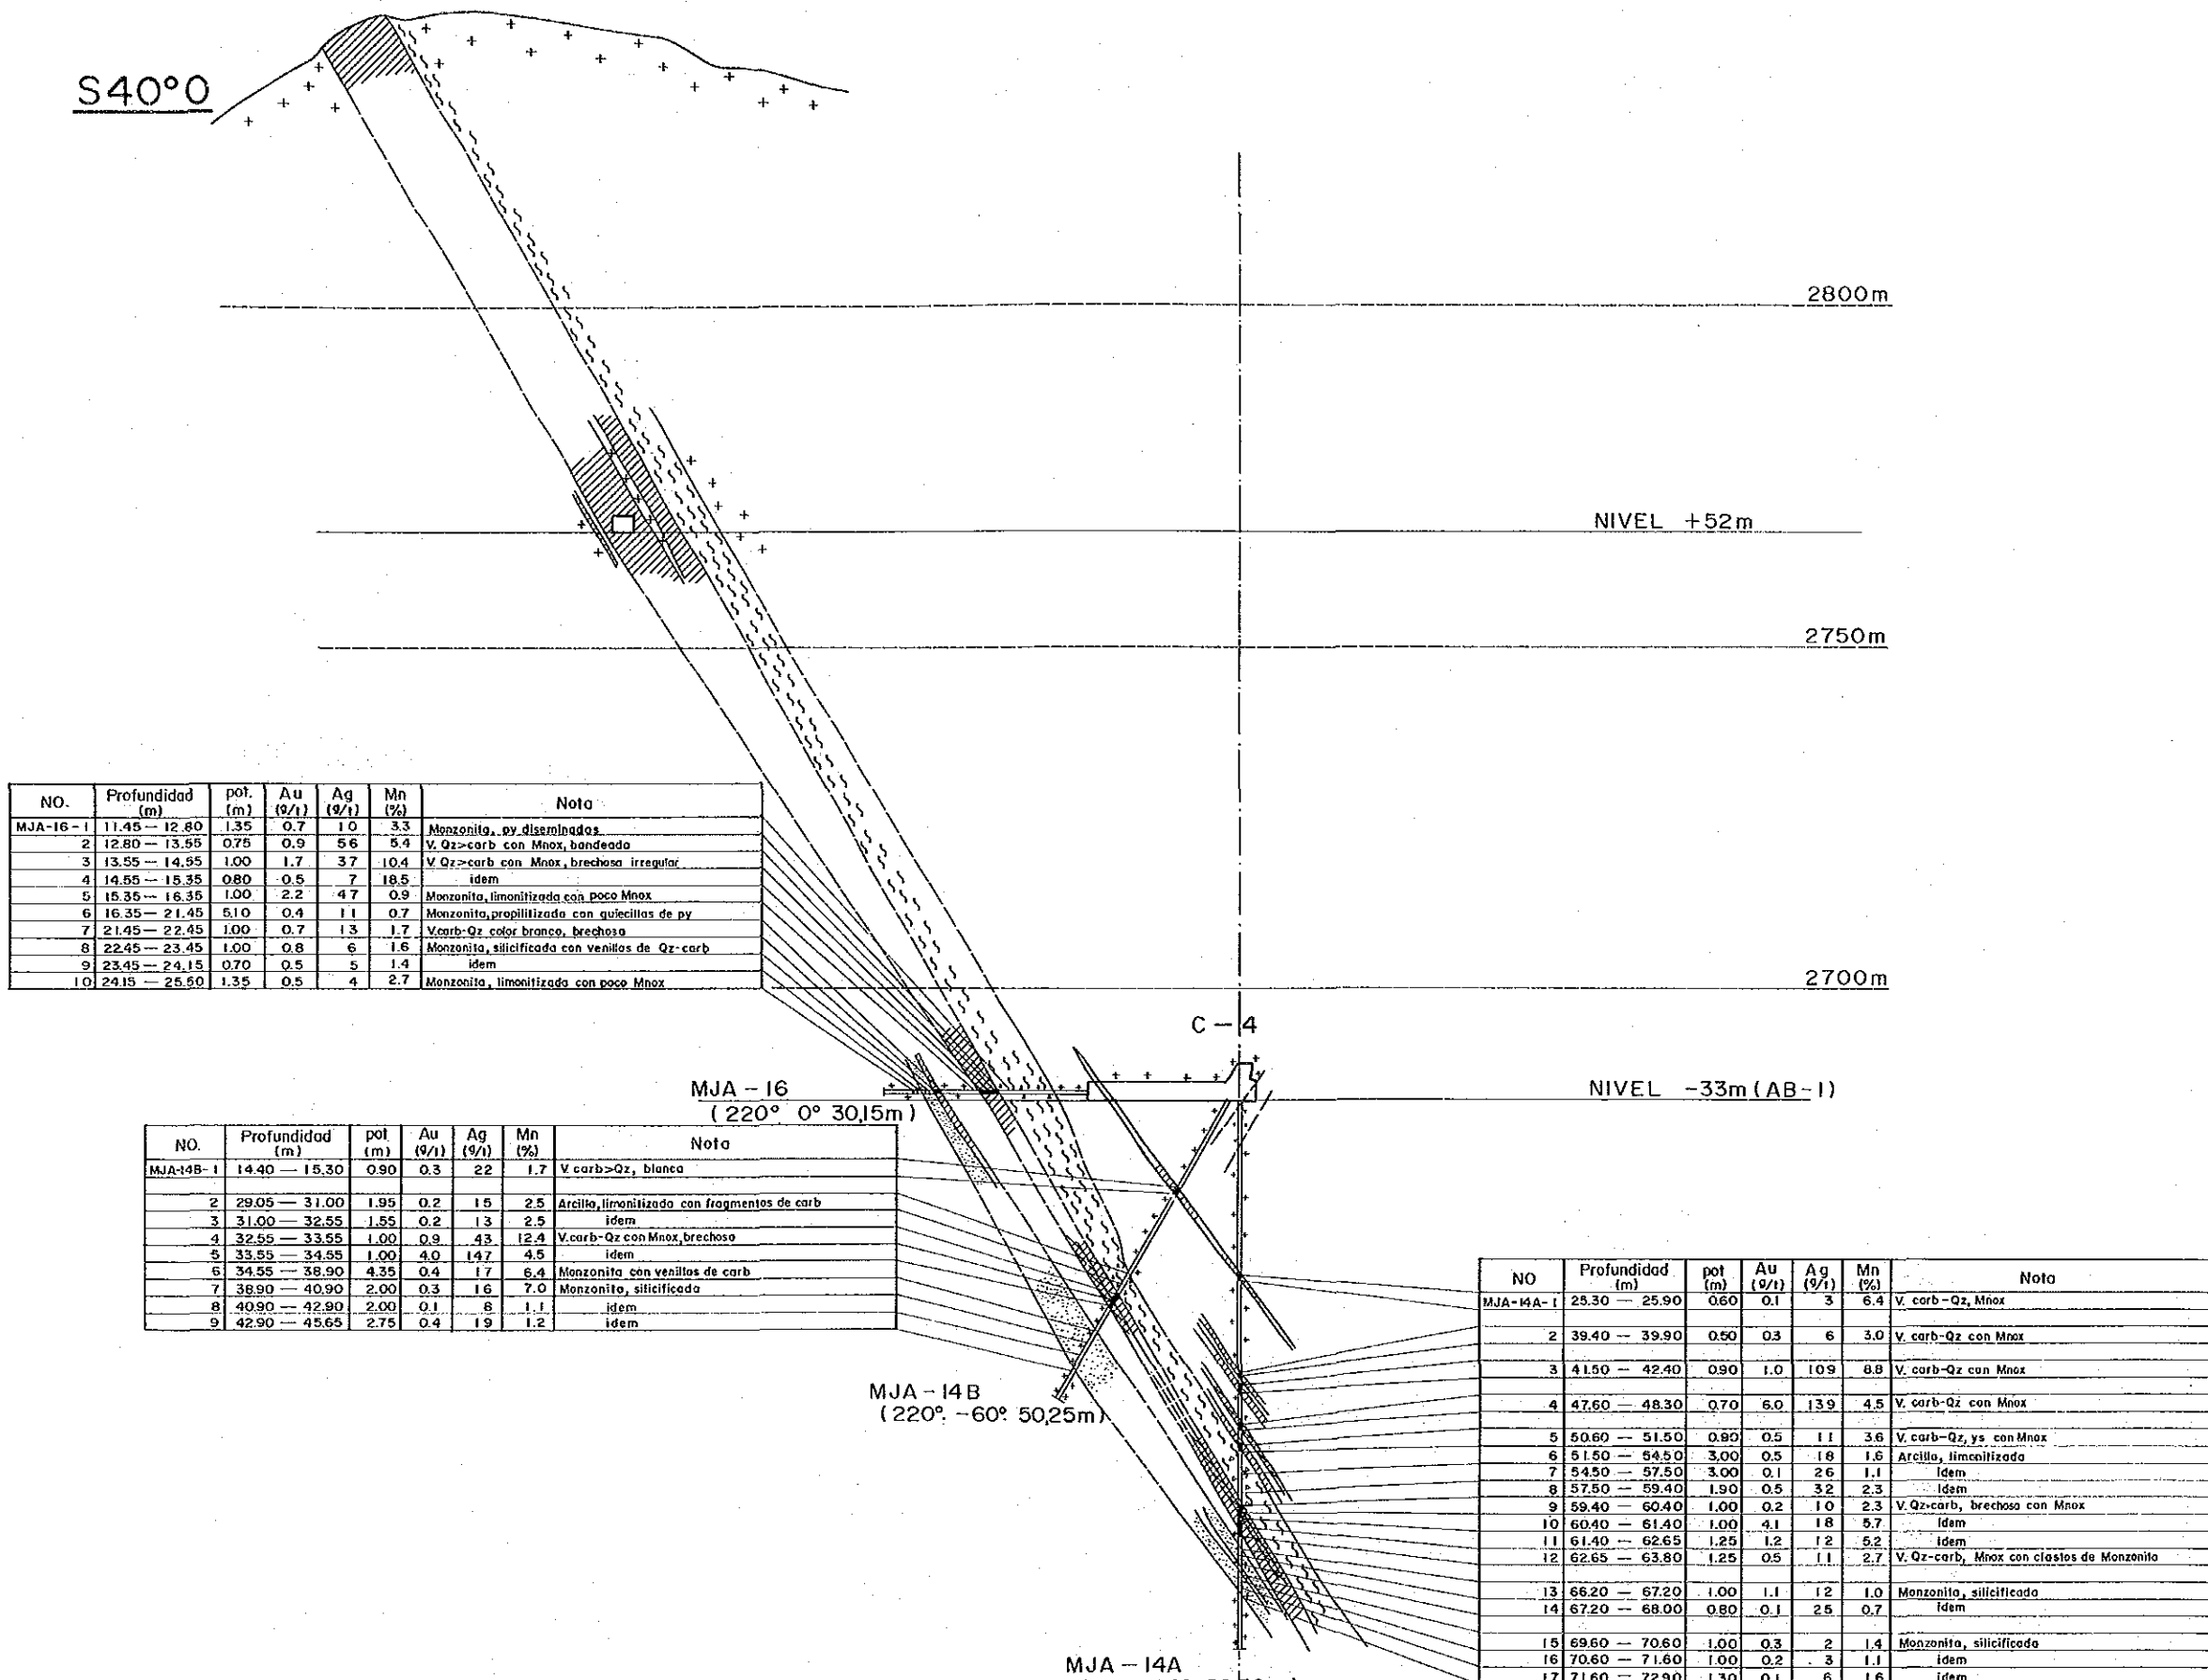 S40°O
2800m
NIVEL +52m
2750m
NO. Profundidad (m) pot. (m) Au (g/t) Ag (g/t) Mn (%) Nota
MJA-16-1 11.45 — 12.80 1.35 0.7 10 3.3 Monzonita, py diseminados
2 12.80 — 13.55 0.75 0.9 56 5.4 V. Qz>carb con Mnox, bandeada
3 13.55 — 14.55 1.00 1.7 37 10.4 V. Qz>carb con Mnox, brechosa irregular
4 14.55 — 15.35 0.80 0.5 7 18.5 idem
5 15.35 — 16.35 1.00 2.2 47 0.9 Monzonita, limonitizada con poco Mnox
6 16.35 — 21.45 5.10 0.4 11 0.7 Monzonita, propilitizada con guiecillas de py
7 21.45 — 22.45 1.00 0.7 13 1.7 V.carb-Qz color branco, brechosa
8 22.45 — 23.45 1.00 0.8 6 1.6 Monzonita, silicificada con venillas de Qz-carb
9 23.45 — 24.15 0.70 0.5 5 1.4 idem
10 24.15 — 25.50 1.35 0.5 4 2.7 Monzonita, limonitizada con poco Mnox
2700m
C-4
MJA-16
(220° 0° 30,15m)
NIVEL -33m (AB-1)
NO. Profundidad (m) pot. (m) Au (g/t) Ag (g/t) Mn (%) Nota
MJA-14B-1 14.40 — 15.30 0.90 0.3 22 1.7 V. carb>Qz, blanca
2 29.05 — 31.00 1.95 0.2 15 2.5 Arcilla, limonitizada con fragmentos de carb
3 31.00 — 32.55 1.55 0.2 13 2.5 idem
4 32.55 — 33.55 1.00 0.9 43 12.4 V.carb-Qz con Mnox, brechosa
5 33.55 — 34.55 1.00 4.0 147 4.5 idem
6 34.55 — 38.90 4.35 0.4 17 6.4 Monzonita con venillas de carb
7 38.90 — 40.90 2.00 0.3 16 7.0 Monzonita, silicificada
8 40.90 — 42.90 2.00 0.1 8 1.1 idem
9 42.90 — 45.65 2.75 0.4 19 1.2 idem
MJA-14B
(220°. -60° 50,25m)
NO Profundidad (m) pot (m) Au (g/t) Ag (g/t) Mn (%) Nota
MJA-14A-1 25.30 — 25.90 0.60 0.1 3 6.4 V. carb-Qz, Mnox
2 39.40 — 39.90 0.50 0.3 6 3.0 V. carb-Qz con Mnox
3 41.50 — 42.40 0.90 1.0 109 8.8 V. carb-Qz con Mnox
4 47.60 — 48.30 0.70 6.0 139 4.5 V. carb-Qz con Mnox
5 50.60 — 51.50 0.90 0.5 11 3.6 V. carb-Qz, ys con Mnox
6 51.50 — 54.50 3.00 0.5 18 1.6 Arcilla, limonitizada
7 54.50 — 57.50 3.00 0.1 26 1.1 idem
8 57.50 — 59.40 1.90 0.5 32 2.3 idem
9 59.40 — 60.40 1.00 0.2 10 2.3 V. Qz>carb, brechosa con Mnox
10 60.40 — 61.40 1.00 4.1 18 5.7 idem
11 61.40 — 62.65 1.25 1.2 12 5.2 idem
12 62.65 — 63.80 1.25 0.5 11 2.7 V. Qz-carb, Mnox con clastos de Monzonita
13 66.20 — 67.20 1.00 1.1 12 1.0 Monzonita, silicificada
14 67.20 — 68.00 0.80 0.1 25 0.7 idem
15 69.60 — 70.60 1.00 0.3 2 1.4 Monzonita, silicificada
16 70.60 — 71.60 1.00 0.2 3 1.1 idem
17 71.60 — 72.90 1.30 0.1 6 1.6 idem
MJA-14A